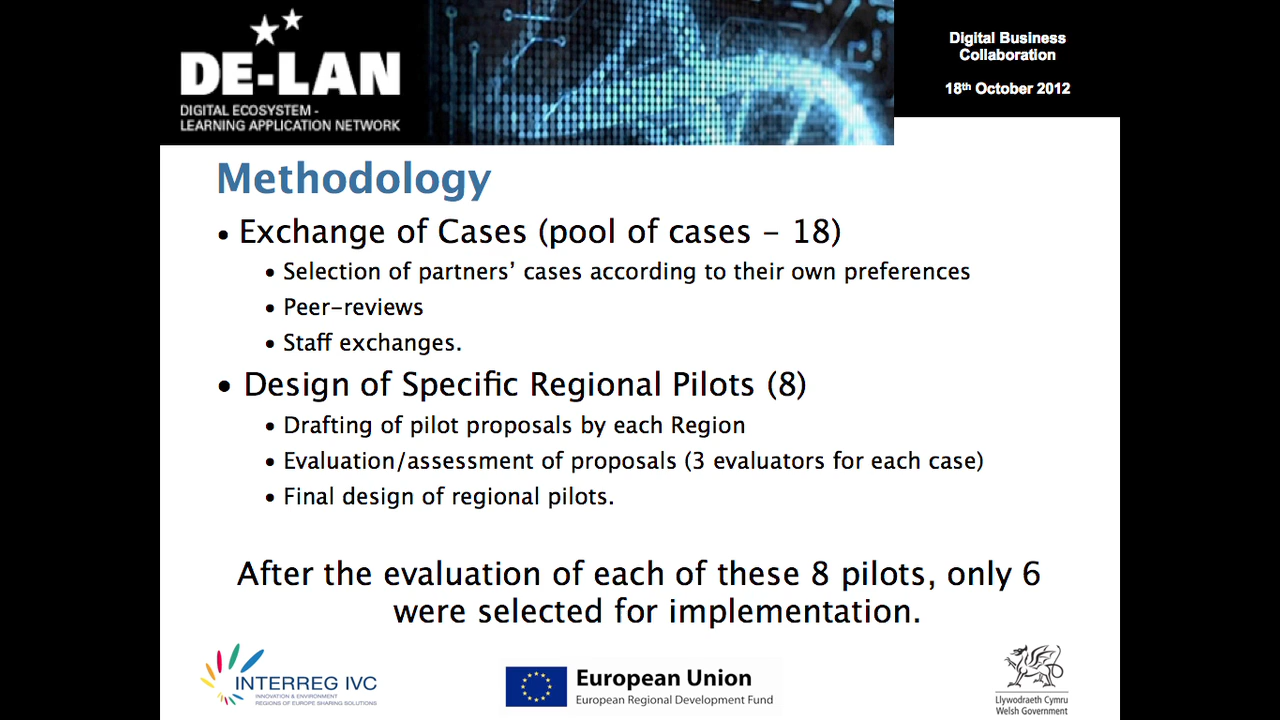 DE-LAN
DIGITAL ECOSYSTEM -
LEARNING APPLICATION NETWORK
Digital Business
Collaboration
18th October 2012
Methodology
• Exchange of Cases (pool of cases - 18)
• Selection of partners’ cases according to their own preferences
• Peer-reviews
• Staff exchanges.
• Design of Specific Regional Pilots (8)
• Drafting of pilot proposals by each Region
• Evaluation/assessment of proposals (3 evaluators for each case)
• Final design of regional pilots.
After the evaluation of each of these 8 pilots, only 6
were selected for implementation.
INTERREG IVC
INNOVATION & ENVIRONMENT
REGIONS OF EUROPE SHARING SOLUTIONS
European Union
European Regional Development Fund
Llywodraeth Cymru
Welsh Government